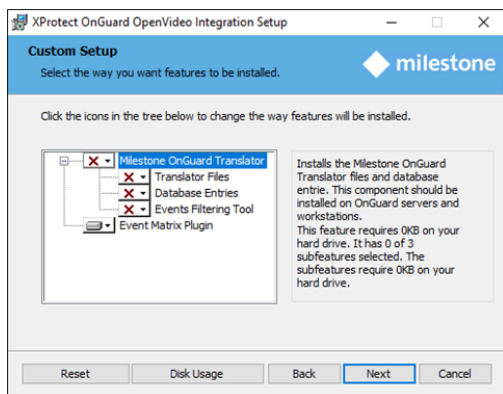 XProtect OnGuard OpenVideo Integration Setup
Custom Setup
Select the way you want features to be installed.
milestone
Click the icons in the tree below to change the way features will be installed.
Milestone OnGuard Translator
Translator Files
Database Entries
Events Filtering Tool
Event Matrix Plugin
Installs the Milestone OnGuard
Translator files and database
entrie. This component should be
installed on OnGuard servers and
workstations.
This feature requires 0KB on your
hard drive. It has 0 of 3
subfeatures selected. The
subfeatures require 0KB on your
hard drive.
Reset
Disk Usage
Back
Next
Cancel